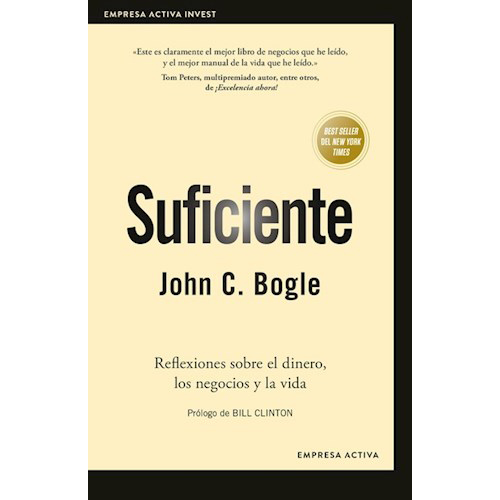 EMPRESA ACTIVA INVEST
«Este es claramente el mejor libro de negocios que he leído,
y el mejor manual de la vida que he leído.»
Tom Peters, multipremiado autor, entre otros,
de ¡Excelencia ahora!
BEST SELLER
DEL NEW YORK
TIMES
Suficiente
John C. Bogle
Reflexiones sobre el dinero,
los negocios y la vida
Prólogo de BILL CLINTON
EMPRESA ACTIVA